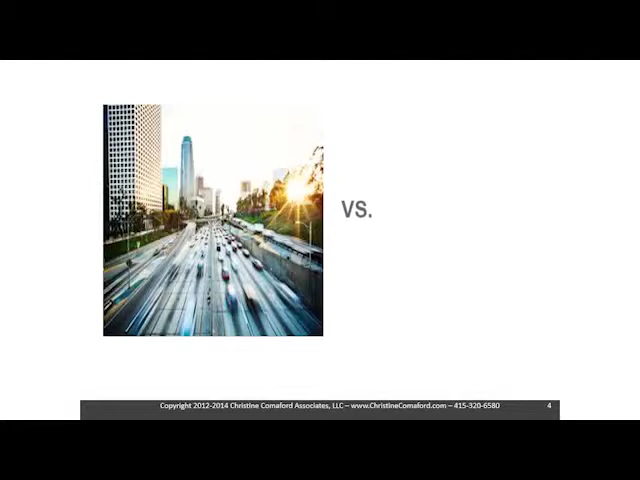 VS.
Copyright 2012-2014 Christine Comaford Associates, LLC – www.ChristineComaford.com – 415-320-6580 4